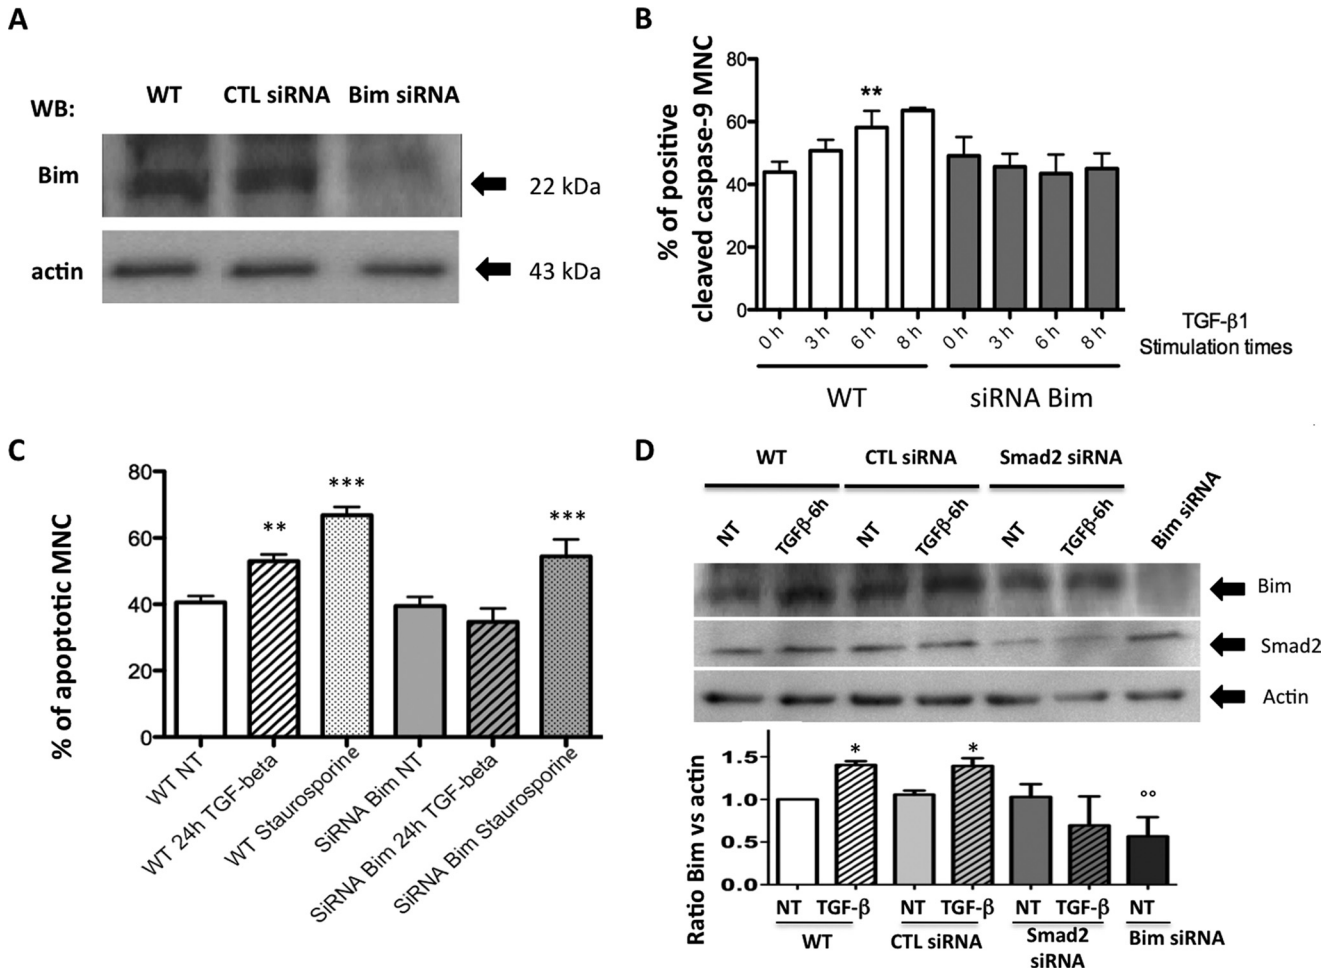 A
WT CTL siRNA Bim siRNA
WB:
Bim
22 kDa
actin
43 kDa
B
% of positive
cleaved caspase-9 MNC
80
60
40
20
0
**
0 h 3 h 6 h 8 h 0 h 3 h 6 h 8 h
TGF-β1
Stimulation times
WT siRNA Bim
C
% of apoptotic MNC
80
60
40
20
0
** *** ***
WT NT
WT 24h TGF-beta
WT Staurosporine
SiRNA Bim NT
SiRNA Bim 24h TGF-beta
SiRNA Bim Staurosporine
D
WT CTL siRNA Smad2 siRNA
NT TGFβ-6h NT TGFβ-6h NT TGFβ-6h Bim siRNA
Bim
Smad2
Actin
Ratio Bim vs actin
1.5
1.0
0.5
0.0
* * °°
NT TGF-β NT TGF-β NT TGF-β NT
WT CTL siRNA Smad2 siRNA Bim siRNA